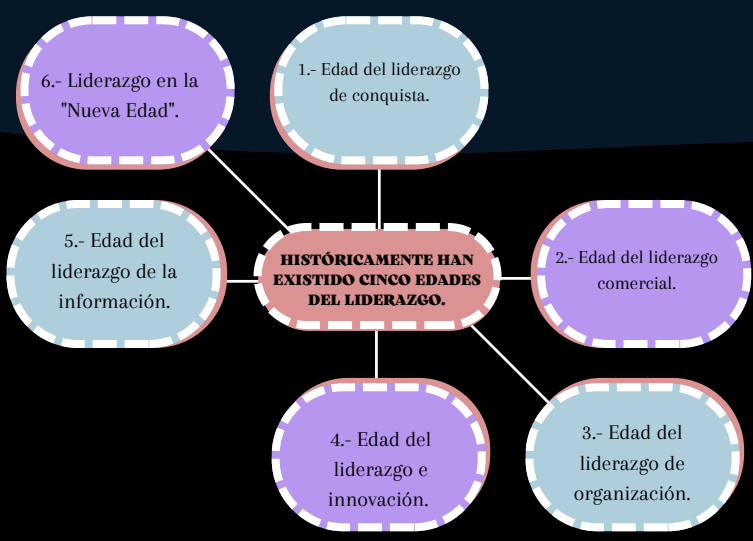 HISTÓRICAMENTE HAN
EXISTIDO CINCO EDADES
DEL LIDERAZGO.
1.- Edad del liderazgo
de conquista.
2.- Edad del liderazgo
comercial.
3.- Edad del
liderazgo de
organización.
4.- Edad del
liderazgo e
innovación.
5.- Edad del
liderazgo de la
información.
6.- Liderazgo en la
"Nueva Edad".